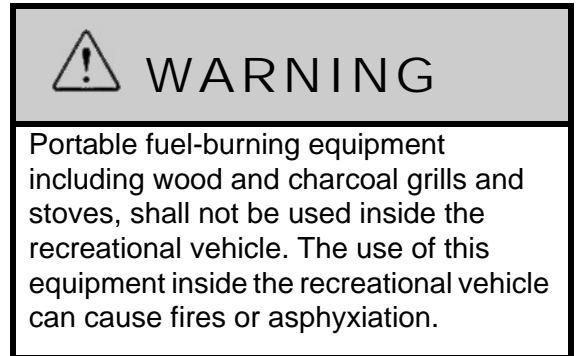 WARNING
Portable fuel-burning equipment
including wood and charcoal grills and
stoves, shall not be used inside the
recreational vehicle. The use of this
equipment inside the recreational vehicle
can cause fires or asphyxiation.